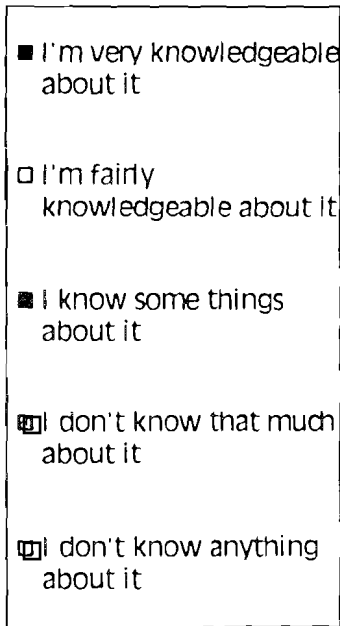 I'm very knowledgeable
about it
I'm fairly
knowledgeable about it
I know some things
about it
I don't know that much
about it
I don't know anything
about it